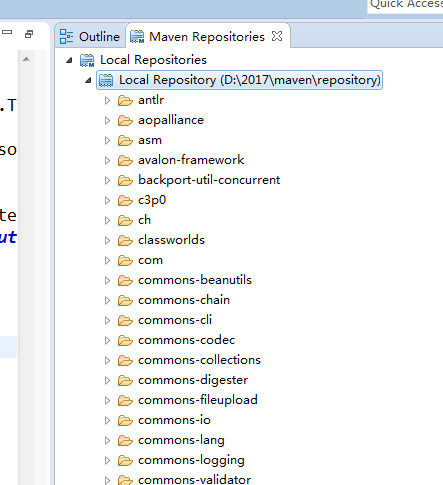 Quick Access
Outline
Maven Repositories
Local Repositories
Local Repository (D:\2017\maven\repository)
antlr
.T
aopalliance
asm
so
avalon-framework
backport-util-concurrent
c3p0
te
ch
ut
classworlds
com
commons-beanutils
commons-chain
commons-cli
commons-codec
commons-collections
commons-digester
commons-fileupload
commons-io
commons-lang
commons-logging
commons-validator